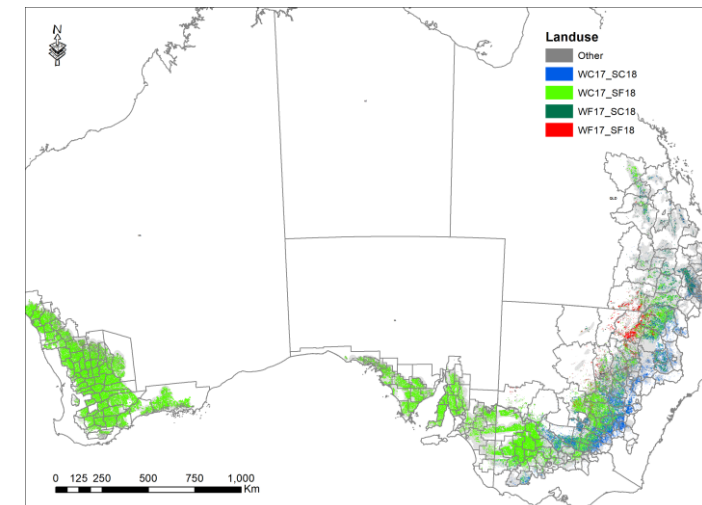 N
Landuse
Other
WC17_SC18
WC17_SF18
WF17_SC18
WF17_SF18
0 125 250 500 750 1,000
Km